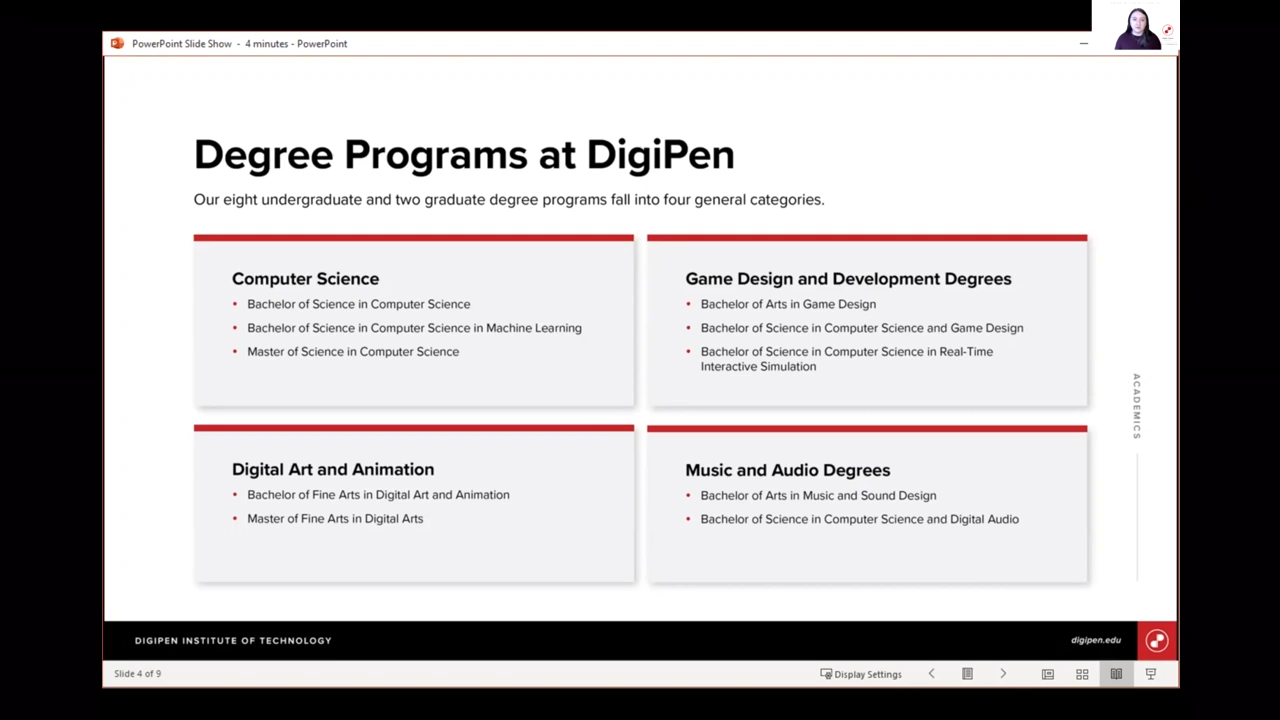 PowerPoint Slide Show - 4 minutes - PowerPoint
Degree Programs at DigiPen
Our eight undergraduate and two graduate degree programs fall into four general categories.
Computer Science
• Bachelor of Science in Computer Science
• Bachelor of Science in Computer Science in Machine Learning
• Master of Science in Computer Science
Game Design and Development Degrees
• Bachelor of Arts in Game Design
• Bachelor of Science in Computer Science and Game Design
• Bachelor of Science in Computer Science in Real-Time
Interactive Simulation
Digital Art and Animation
• Bachelor of Fine Arts in Digital Art and Animation
• Master of Fine Arts in Digital Arts
Music and Audio Degrees
• Bachelor of Arts in Music and Sound Design
• Bachelor of Science in Computer Science and Digital Audio
ACADEMICS
DIGIPEN INSTITUTE OF TECHNOLOGY
digipen.edu
Slide 4 of 9
Display Settings